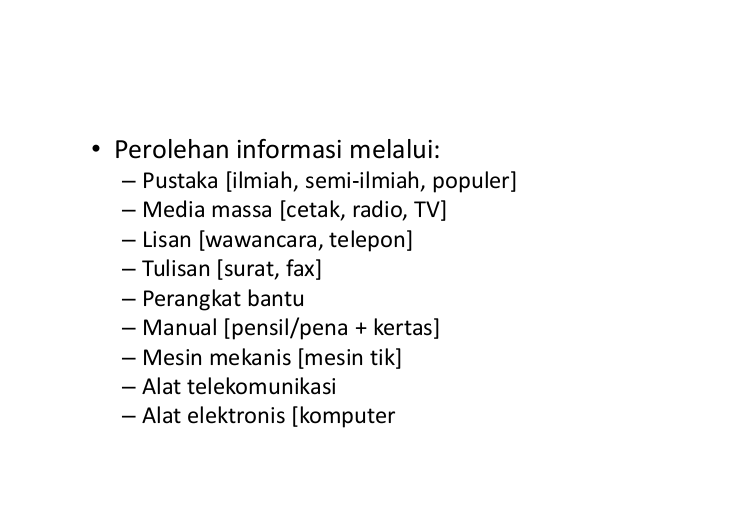 • Perolehan informasi melalui:
– Pustaka [ilmiah, semi-ilmiah, populer]
– Media massa [cetak, radio, TV]
– Lisan [wawancara, telepon]
– Tulisan [surat, fax]
– Perangkat bantu
– Manual [pensil/pena + kertas]
– Mesin mekanis [mesin tik]
– Alat telekomunikasi
– Alat elektronis [komputer